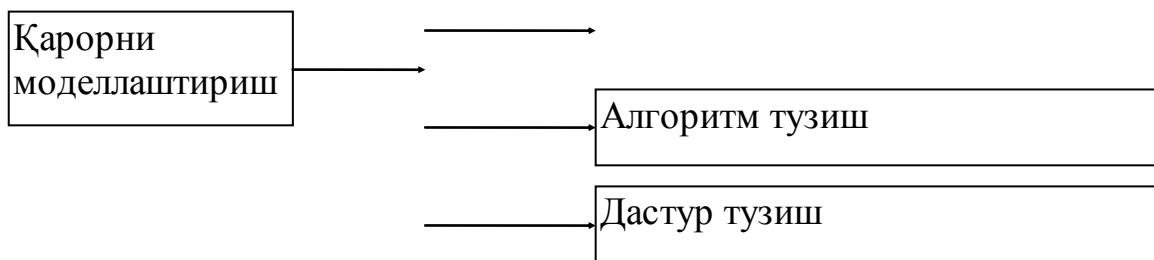 Қарорни
моделлаштириш
Алгоритм тузиш
Дастур тузиш